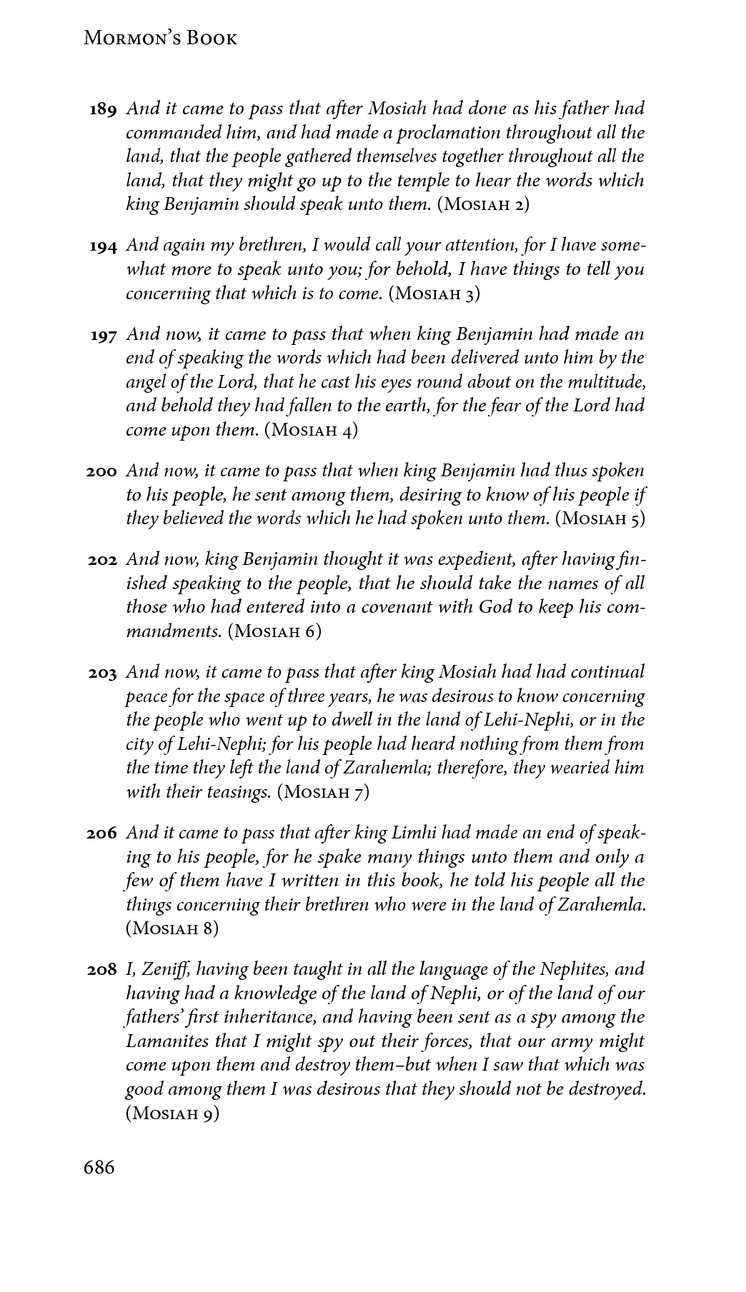 Mormon's Book
189 And it came to pass that after Mosiah had done as his father had
commanded him, and had made a proclamation throughout all the
land, that the people gathered themselves together throughout all the
land, that they might go up to the temple to hear the words which
king Benjamin should speak unto them. (Mosiah 2)
194 And again my brethren, I would call your attention, for I have some-
what more to speak unto you; for behold, I have things to tell you
concerning that which is to come. (Mosiah 3)
197 And now, it came to pass that when king Benjamin had made an
end of speaking the words which had been delivered unto him by the
angel of the Lord, that he cast his eyes round about on the multitude,
and behold they had fallen to the earth, for the fear of the Lord had
come upon them. (Mosiah 4)
200 And now, it came to pass that when king Benjamin had thus spoken
to his people, he sent among them, desiring to know of his people if
they believed the words which he had spoken unto them. (Mosiah 5)
202 And now, king Benjamin thought it was expedient, after having fin-
ished speaking to the people, that he should take the names of all
those who had entered into a covenant with God to keep his com-
mandments. (Mosiah 6)
203 And now, it came to pass that after king Mosiah had had continual
peace for the space of three years, he was desirous to know concerning
the people who went up to dwell in the land of Lehi-Nephi, or in the
city of Lehi-Nephi; for his people had heard nothing from them from
the time they left the land of Zarahemla; therefore, they wearied him
with their teasings. (Mosiah 7)
206 And it came to pass that after king Limhi had made an end of speak-
ing to his people, for he spake many things unto them and only a
few of them have I written in this book, he told his people all the
things concerning their brethren who were in the land of Zarahemla.
(Mosiah 8)
208 I, Zeniff, having been taught in all the language of the Nephites, and
having had a knowledge of the land of Nephi, or of the land of our
fathers' first inheritance, and having been sent as a spy among the
Lamanites that I might spy out their forces, that our army might
come upon them and destroy them–but when I saw that which was
good among them I was desirous that they should not be destroyed.
(Mosiah 9)
686